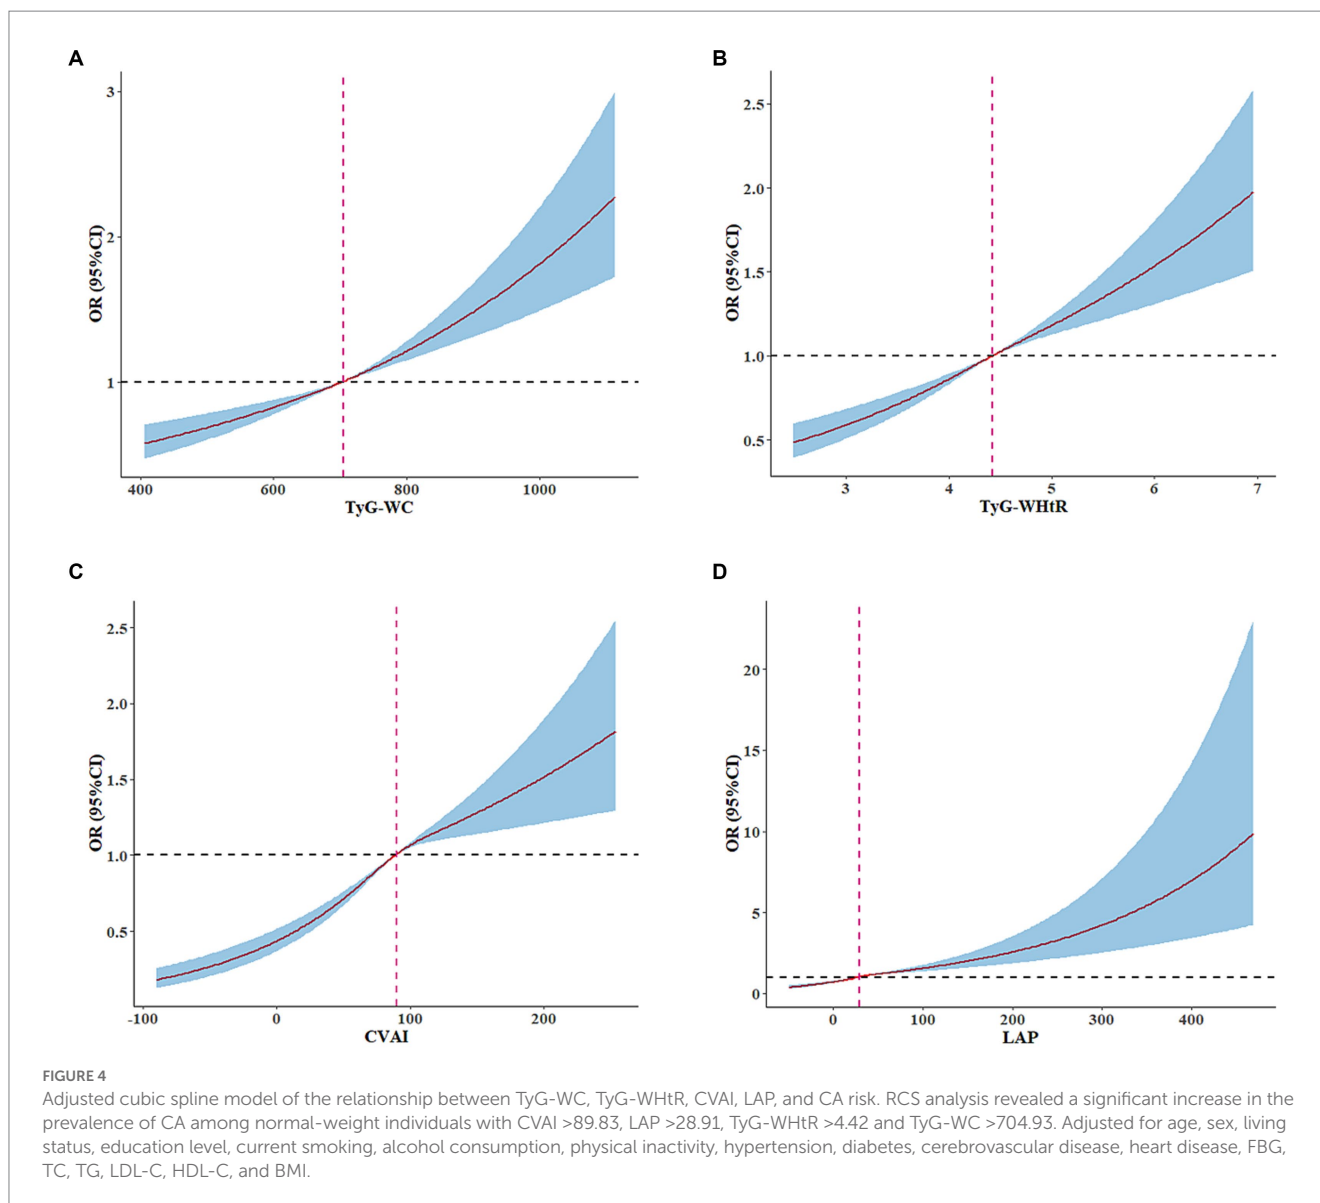 A
B
OR (95%CI)
3
2
1
400 600 800 1000
TyG-WC
OR (95%CI)
2.5
2.0
1.5
1.0
0.5
3 4 5 6 7
TyG-WHtR
C
D
OR (95%CI)
2.5
2.0
1.5
1.0
0.5
-100 0 100 200
CVAI
OR (95%CI)
20
15
10
5
0
0 100 200 300 400
LAP
FIGURE 4
Adjusted cubic spline model of the relationship between TyG-WC, TyG-WHtR, CVAI, LAP, and CA risk. RCS analysis revealed a significant increase in the
prevalence of CA among normal-weight individuals with CVAI >89.83, LAP >28.91, TyG-WHtR >4.42 and TyG-WC >704.93. Adjusted for age, sex, living
status, education level, current smoking, alcohol consumption, physical inactivity, hypertension, diabetes, cerebrovascular disease, heart disease, FBG,
TC, TG, LDL-C, HDL-C, and BMI.